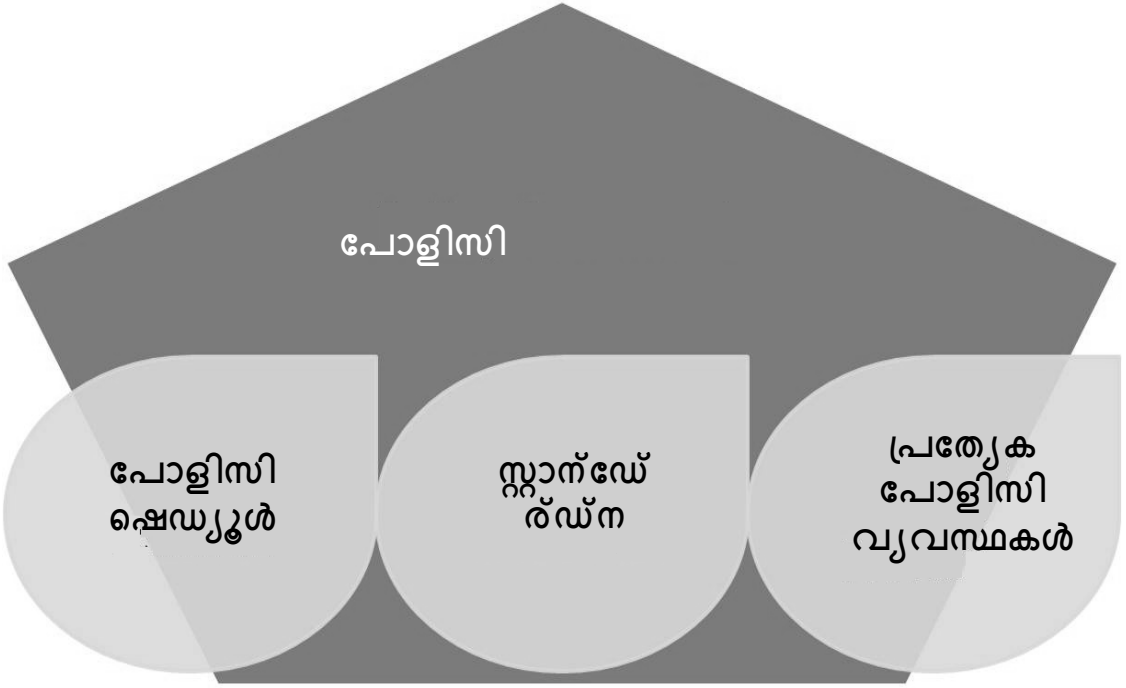 പോളിസി
പോളിസി
ഷെഡ്യൂൾ
സ്റ്റാന്ഡേ
ര്ഡ്ന
പ്രത്യേക
പോളിസി
വ്യവസ്ഥകൾ